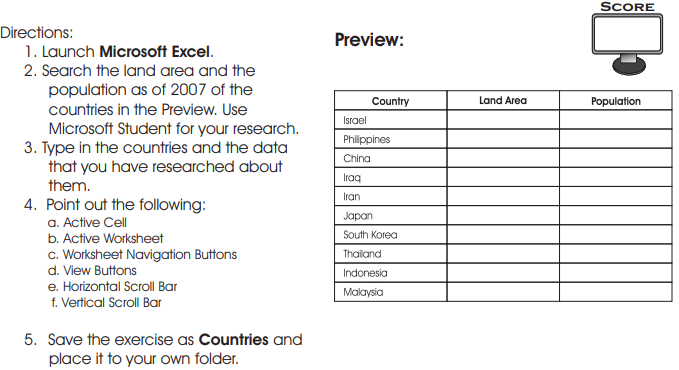 Directions:
1. Launch Microsoft Excel.
2. Search the land area and the
population as of 2007 of the
countries in the Preview. Use
Microsoft Student for your research.
3. Type in the countries and the data
that you have researched about
them.
4. Point out the following:
a. Active Cell
b. Active Worksheet
c. Worksheet Navigation Buttons
d. View Buttons
e. Horizontal Scroll Bar
f. Vertical Scroll Bar
5. Save the exercise as Countries and
place it to your own folder.
SCORE
Preview:
Country Land Area Population
Israel
Philippines
China
Iraq
Iran
Japan
South Korea
Thailand
Indonesia
Malaysia